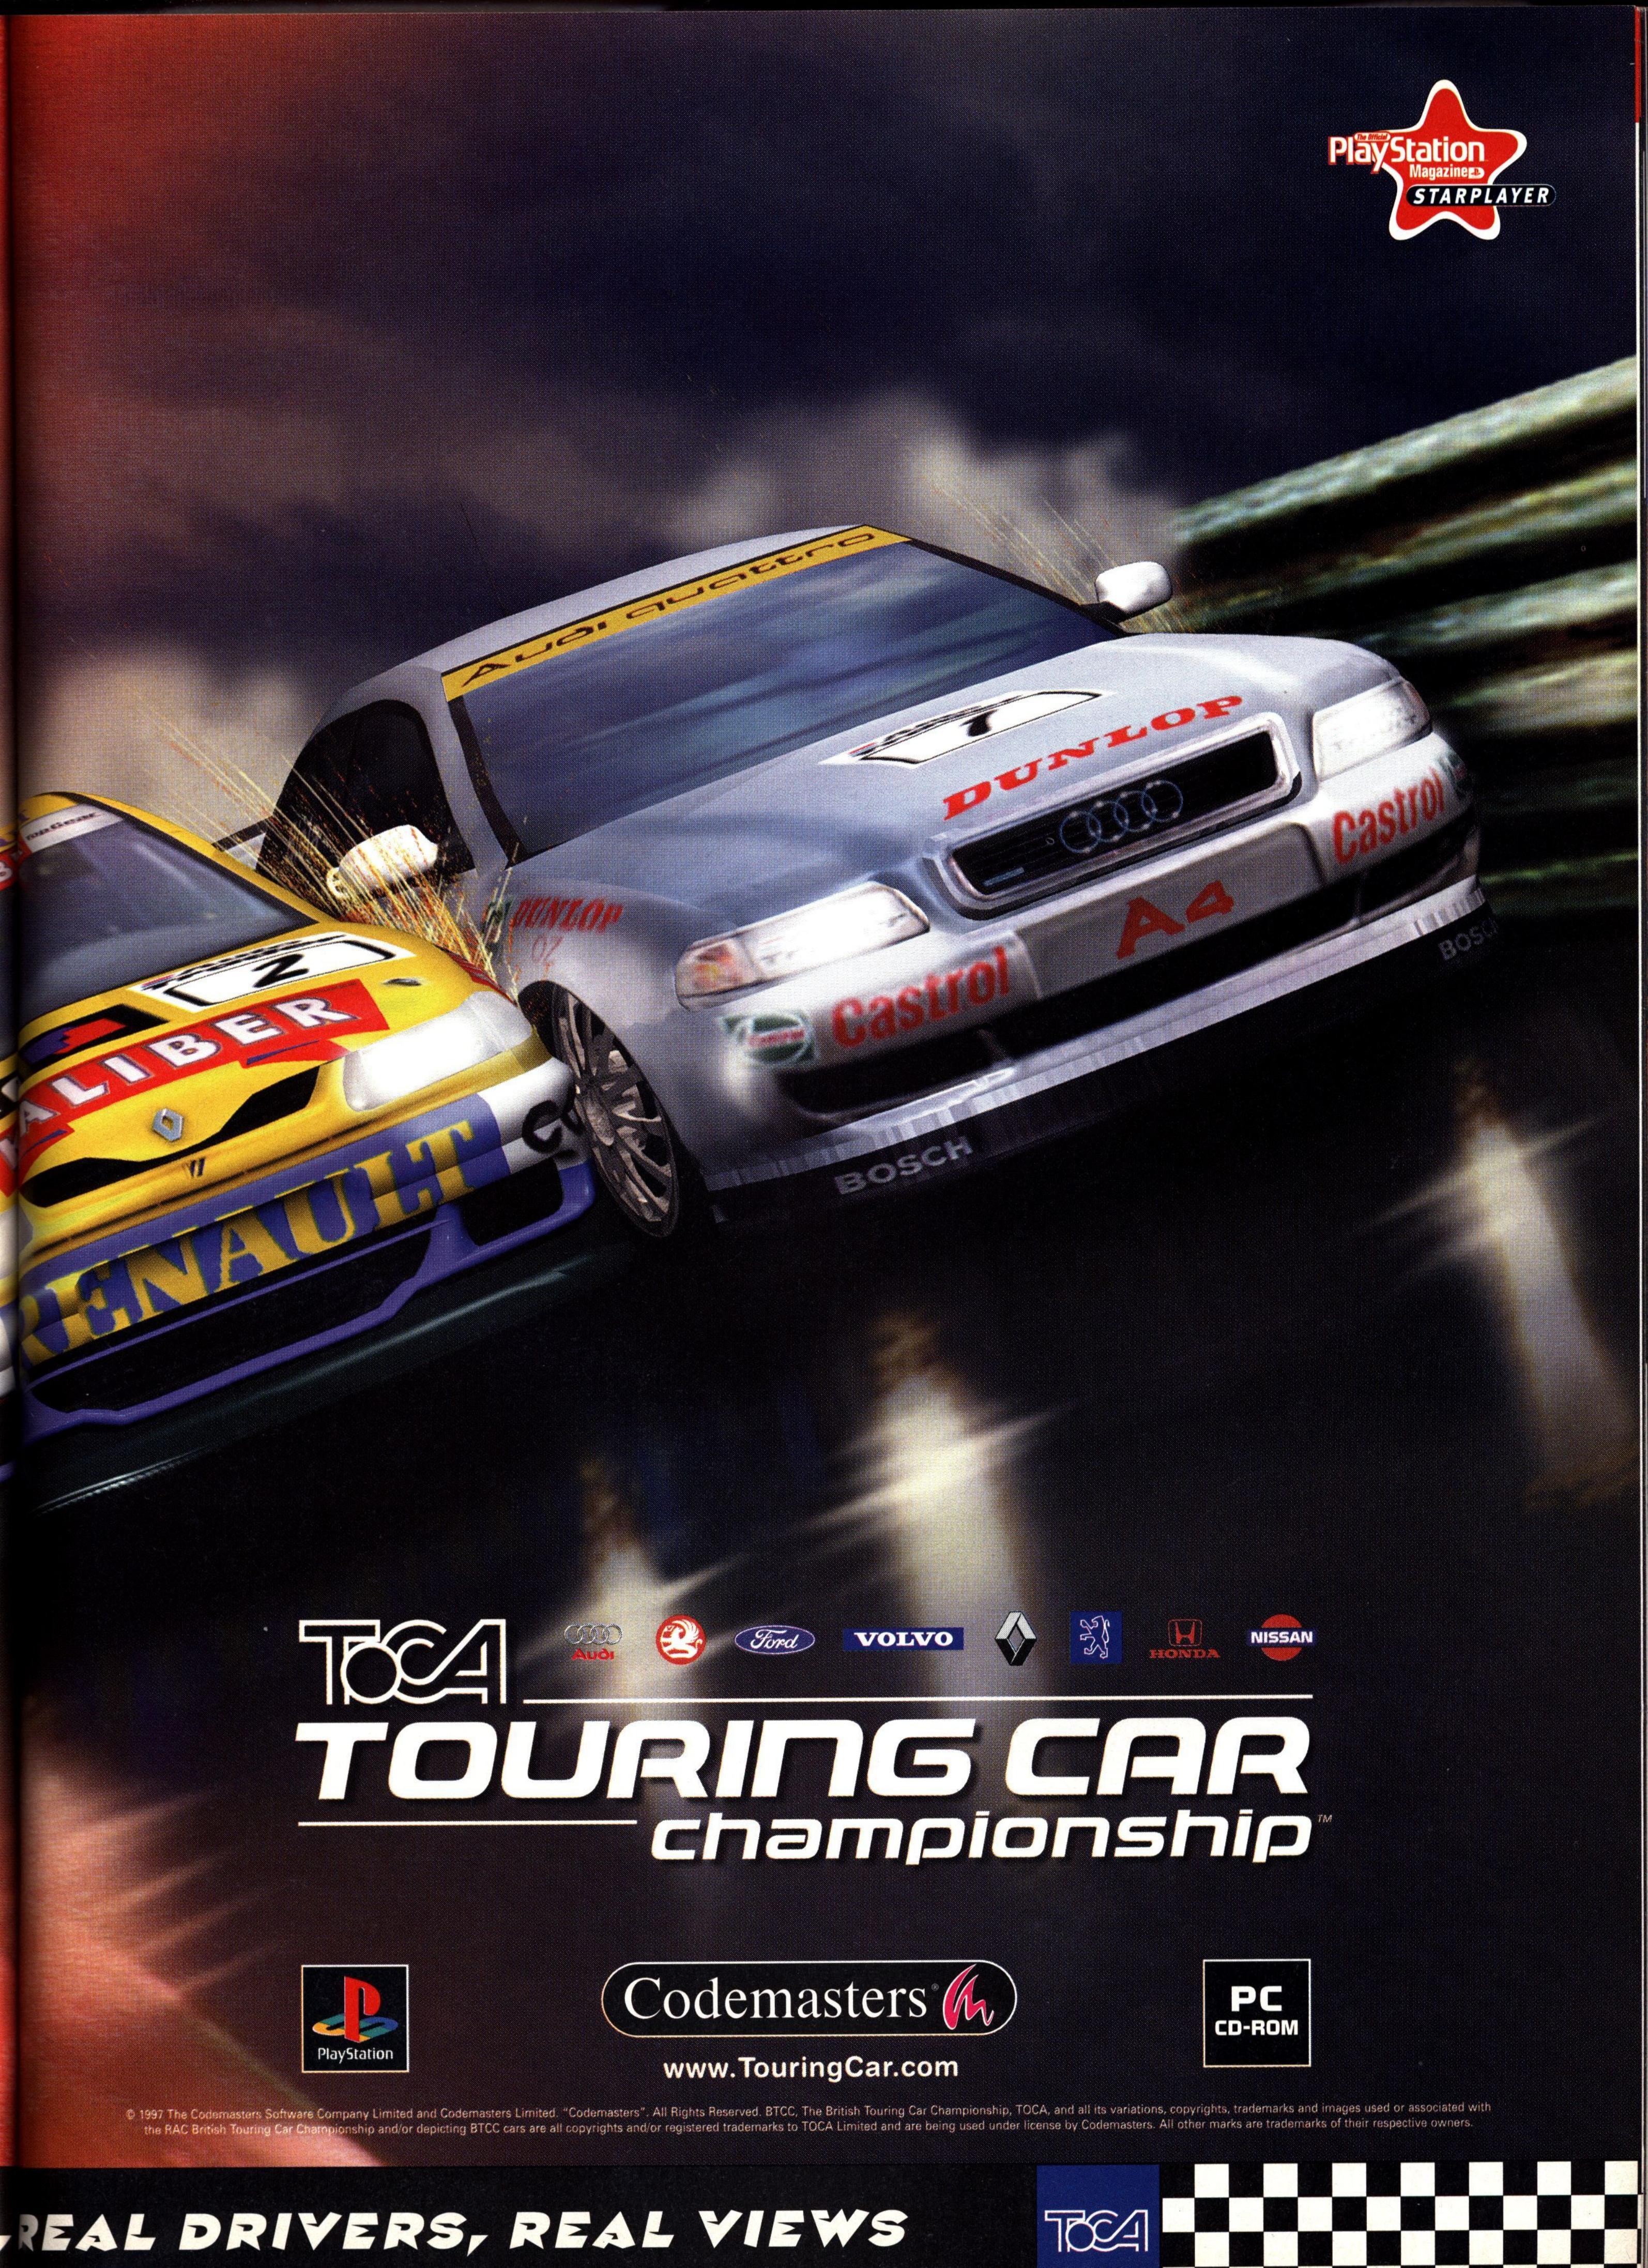 The Official
PlayStation
Magazine
STARPLAYER
Audi quattro
7
DUNLOP
Castrol
A4
Castrol
BOSCH
BOSCH
DUNLOP
OZ
TopGear
2
ALIBER
RENAULT
TOCA
Audi
Ford
VOLVO
HONDA
NISSAN
TOURING CAR
championship™
PlayStation
Codemasters®
www.TouringCar.com
PC
CD-ROM
© 1997 The Codemasters Software Company Limited and Codemasters Limited. “Codemasters”. All Rights Reserved. BTCC, The British Touring Car Championship, TOCA, and all its variations, copyrights, trademarks and images used or associated with
the RAC British Touring Car Championship and/or depicting BTCC cars are all copyrights and/or registered trademarks to TOCA Limited and are being used under license by Codemasters. All other marks are trademarks of their respective owners.
, REAL DRIVERS, REAL VIEWS
TOCA